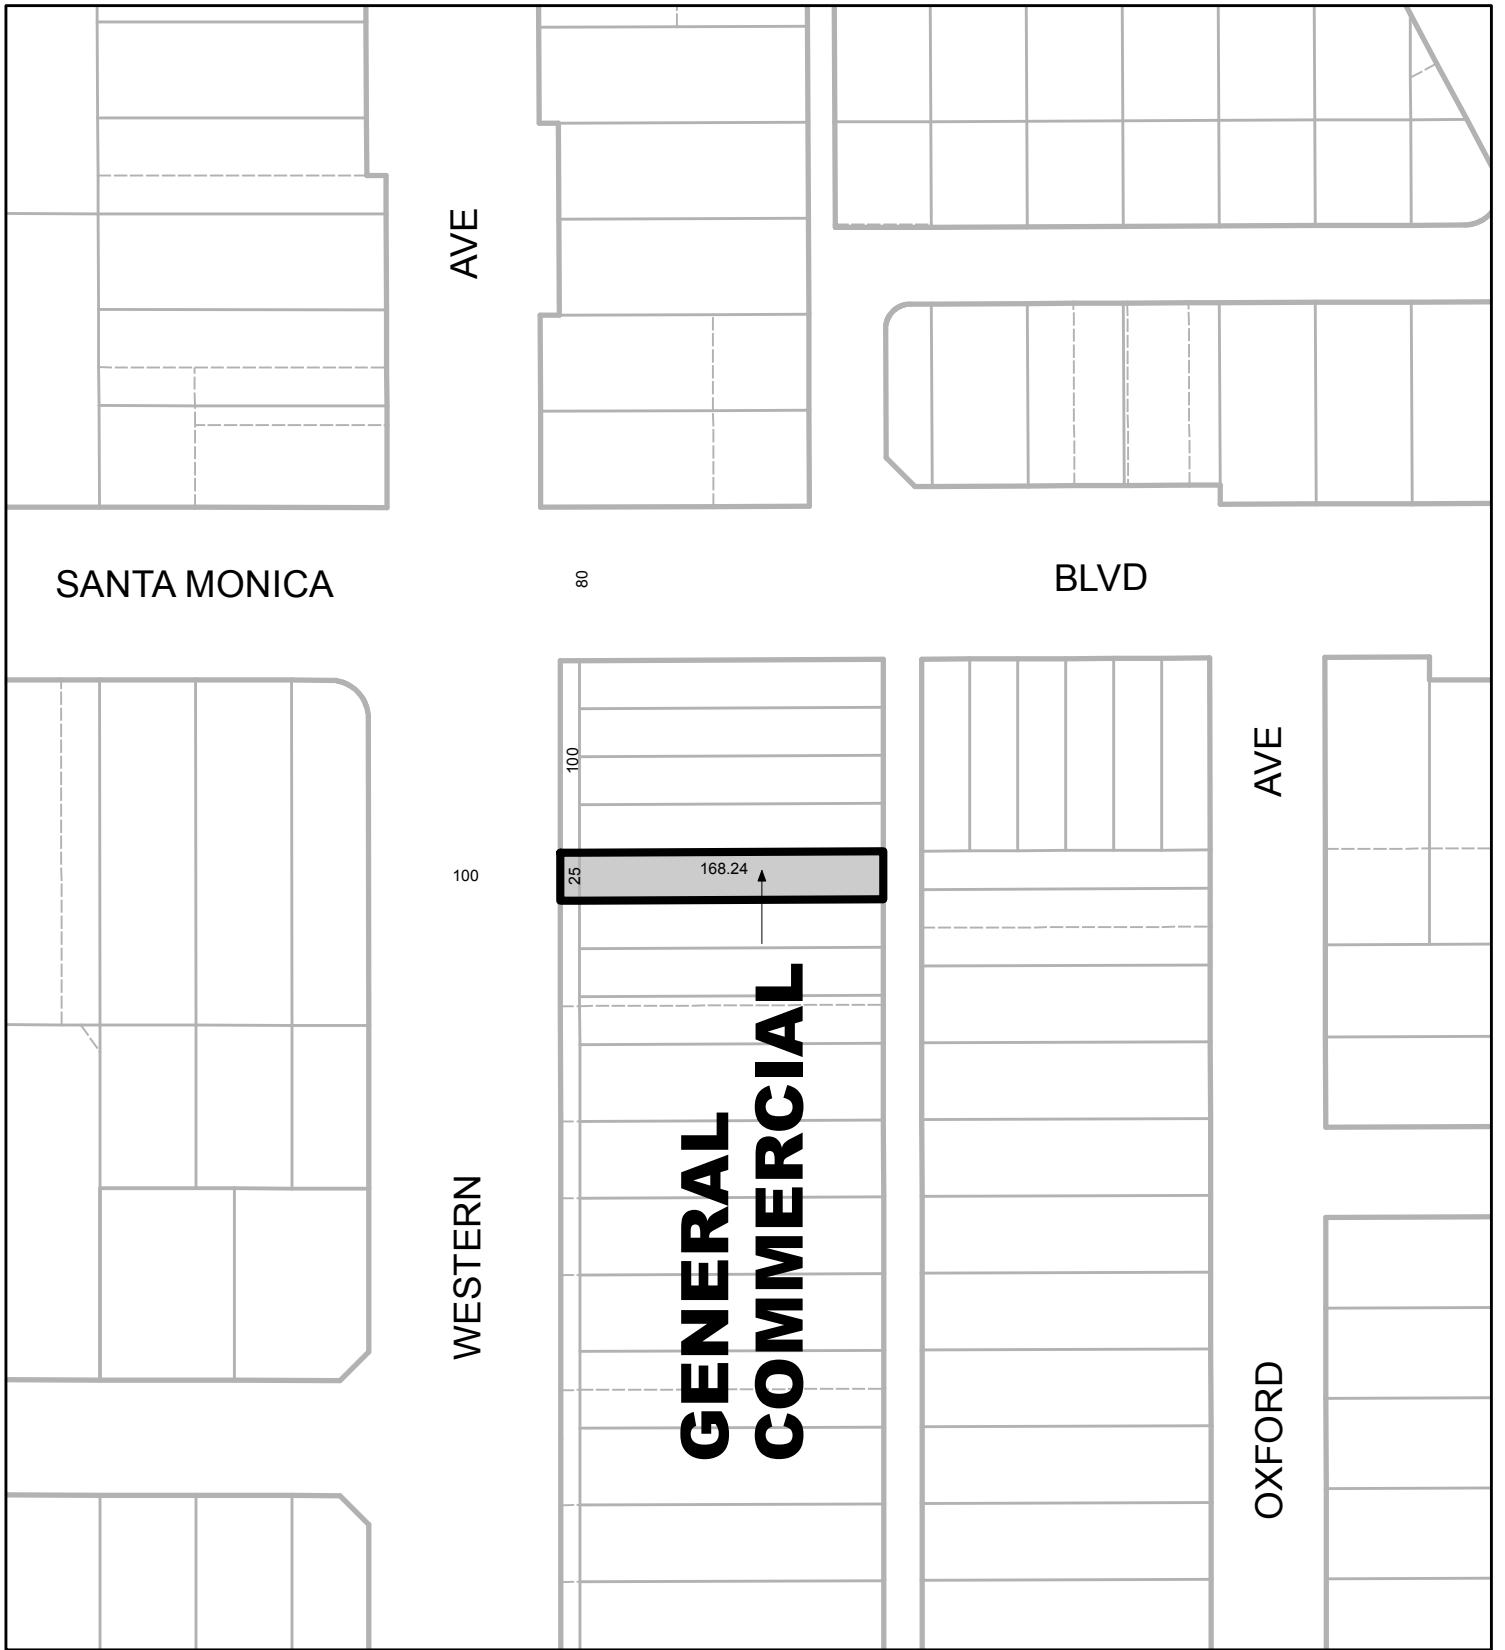 AVE
SANTA MONICA
80
BLVD
100
AVE
100
25
168.24
GENERAL
COMMERCIAL
WESTERN
OXFORD